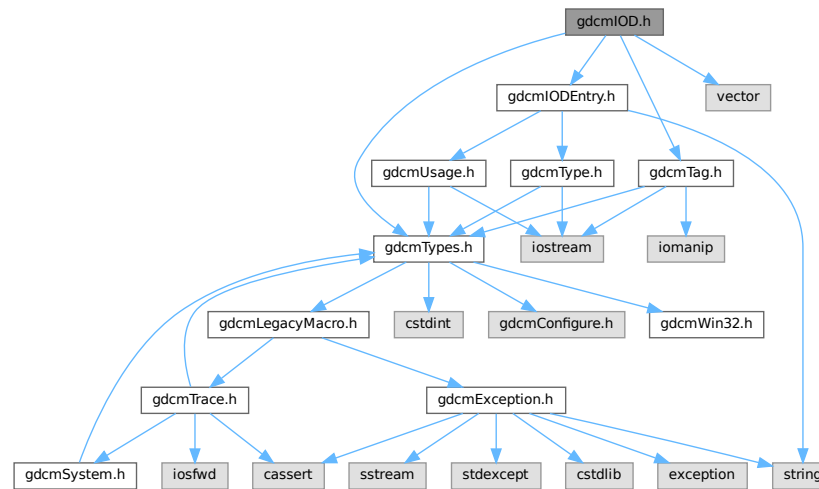 gdcmIOD.h
gdcmIODEntry.h
vector
gdcmUsage.h
gdcmType.h
gdcmTag.h
gdcmTypes.h
iostream
iomanip
gdcmLegacyMacro.h
cstdint
gdcmConfigure.h
gdcmWin32.h
gdcmTrace.h
gdcmException.h
gdcmSystem.h
iosfwd
cassert
sstream
stdexcept
cstdlib
exception
string